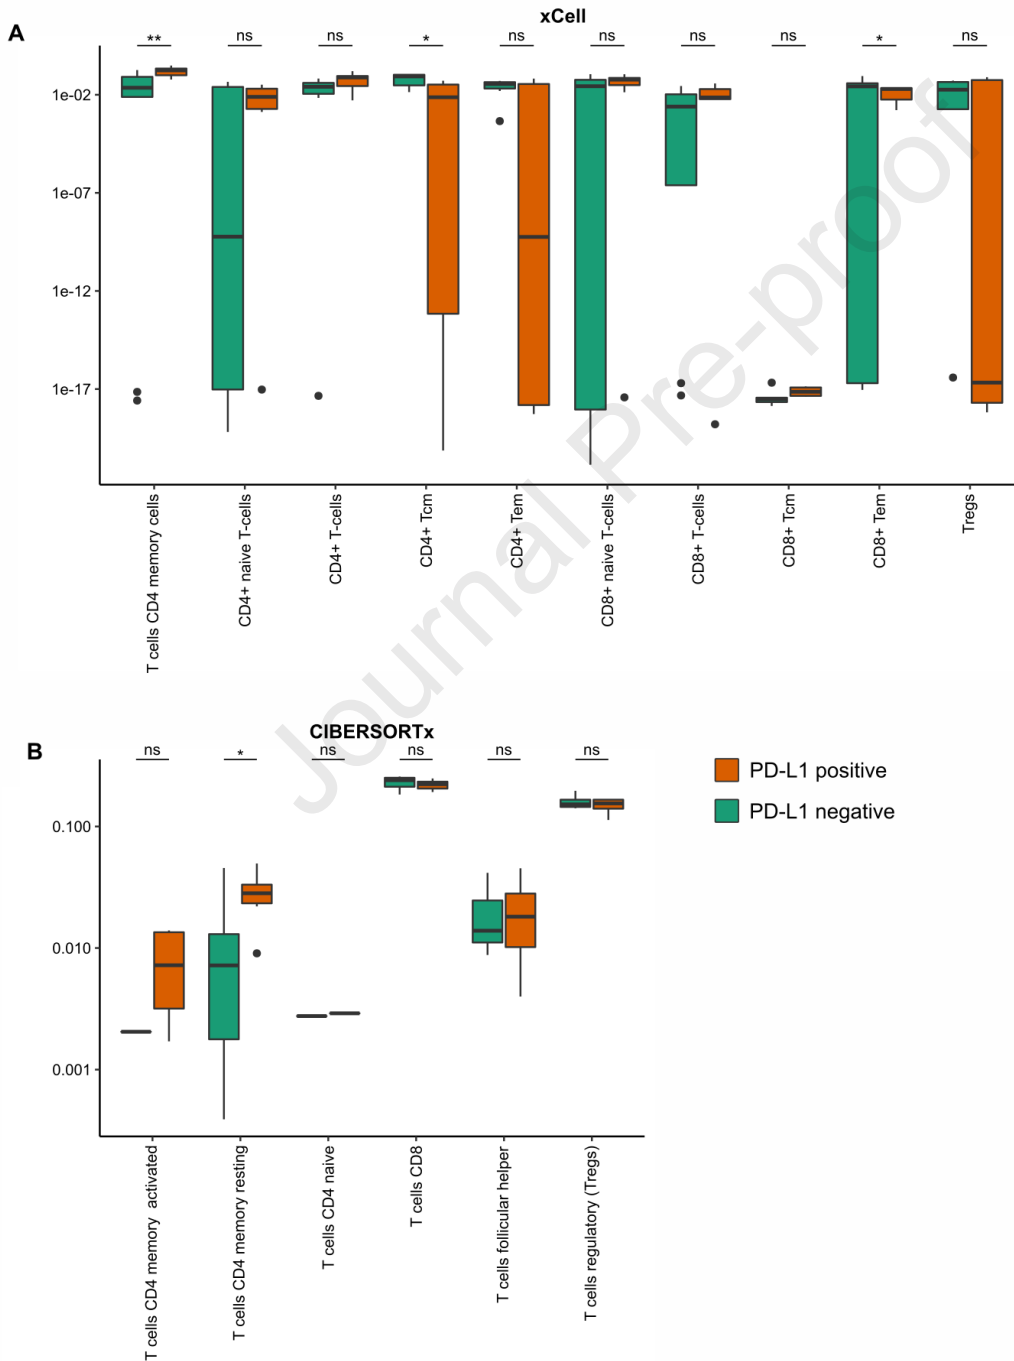 xCell
A
** ns ns * ns ns ns ns * ns
1e-02
1e-07
1e-12
1e-17
T cells CD4 memory cells
CD4+ naive T-cells
CD4+ T-cells
CD4+ Tcm
CD4+ Tem
CD8+ naive T-cells
CD8+ T-cells
CD8+ Tcm
CD8+ Tem
Tregs
Journal Pre-proof
CIBERSORTx
B
ns * ns ns ns ns
0.100
0.010
0.001
T cells CD4 memory activated
T cells CD4 memory resting
T cells CD4 naive
T cells CD8
T cells follicular helper
T cells regulatory (Tregs)
PD-L1 positive
PD-L1 negative